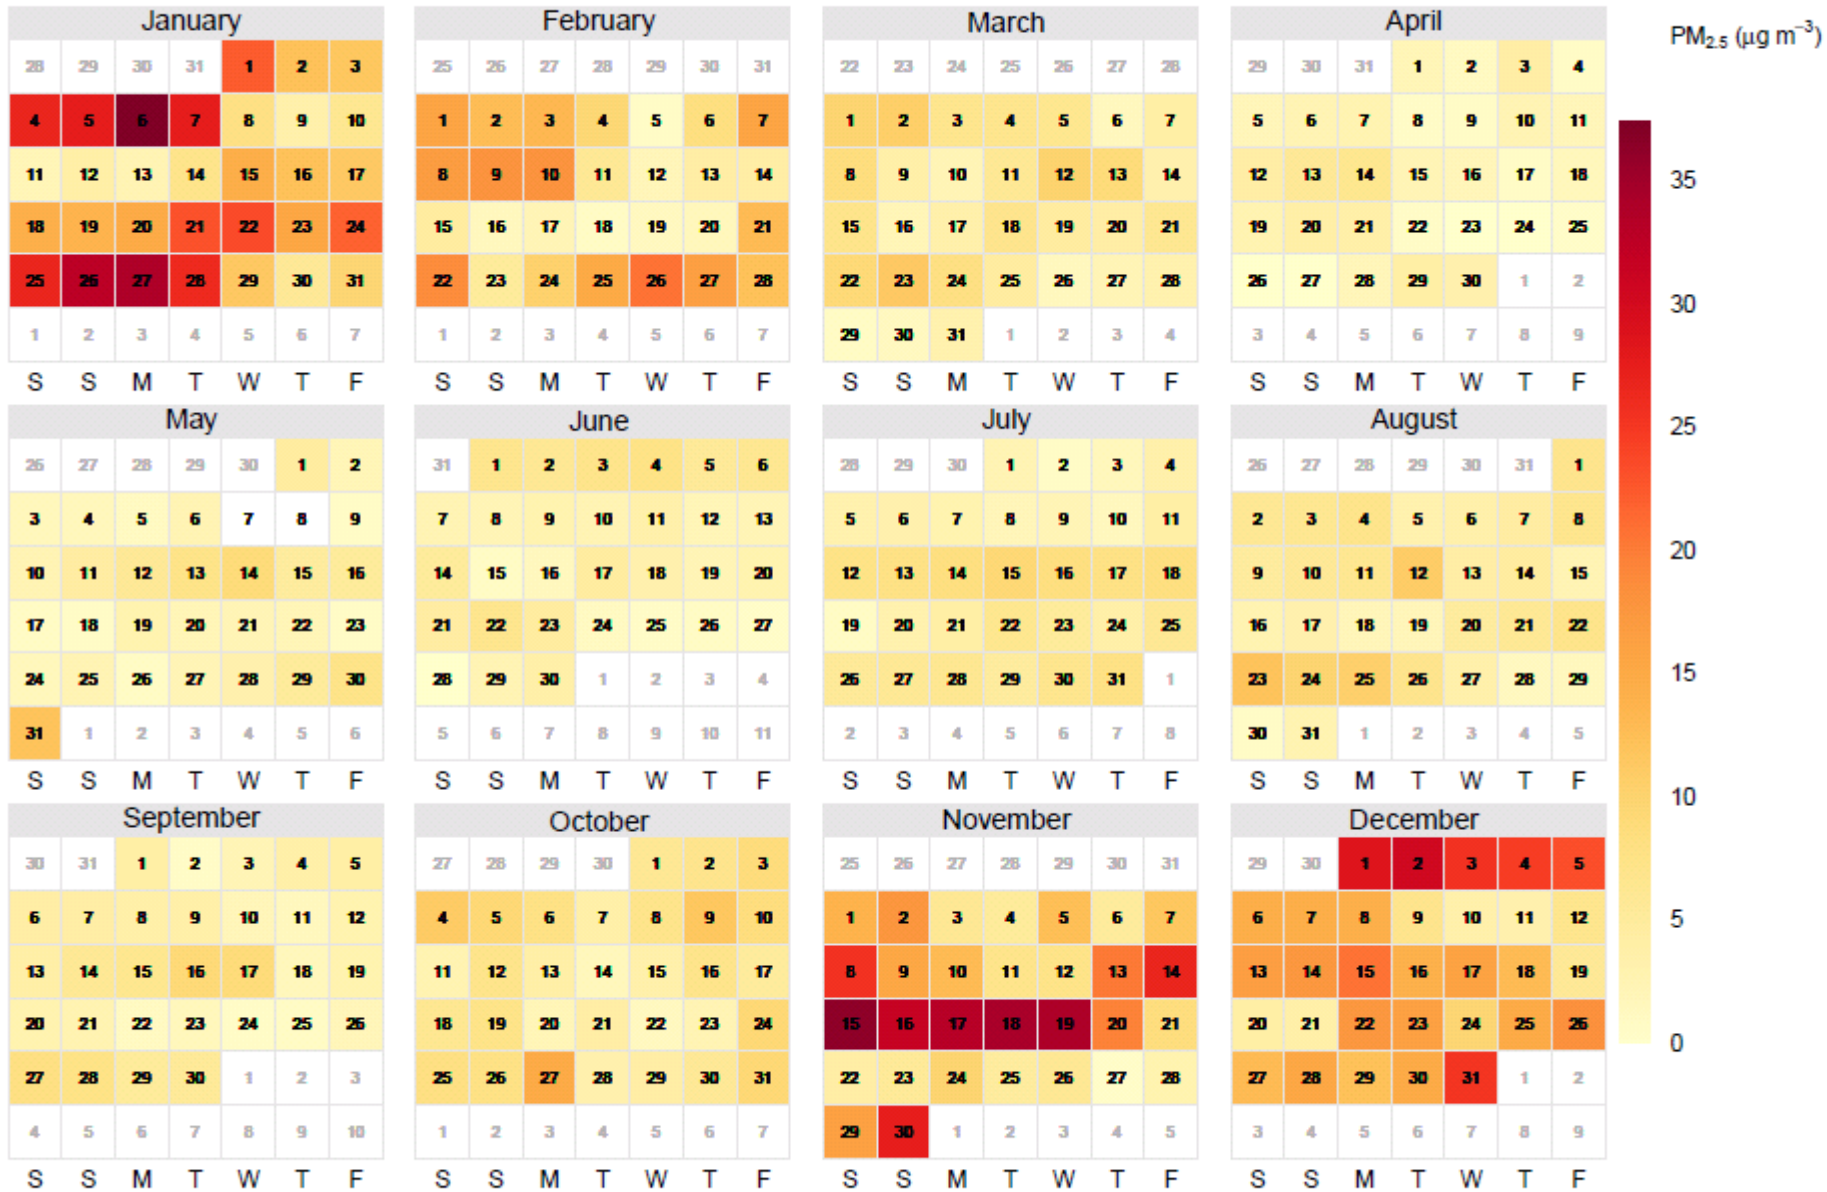 January February March April PM2.5 (μg m−3)
28 29 30 31 1 2 3 25 26 27 28 29 30 31 22 23 24 25 26 27 28 29 30 31 1 2 3 4
4 5 6 7 8 9 10 1 2 3 4 5 6 7 1 2 3 4 5 6 7 5 6 7 8 9 10 11
11 12 13 14 15 16 17 8 9 10 11 12 13 14 8 9 10 11 12 13 14 12 13 14 15 16 17 18 35
18 19 20 21 22 23 24 15 16 17 18 19 20 21 15 16 17 18 19 20 21 19 20 21 22 23 24 25
25 26 27 28 29 30 31 22 23 24 25 26 27 28 22 23 24 25 26 27 28 26 27 28 29 30 1 2 30
1 2 3 4 5 6 7 1 2 3 4 5 6 7 29 30 31 1 2 3 4 3 4 5 6 7 8 9
S S M T W T F S S M T W T F S S M T W T F S S M T W T F
May June July August 25
26 27 28 29 30 1 2 31 1 2 3 4 5 6 28 29 30 1 2 3 4 26 27 28 29 30 31 1
3 4 5 6 7 8 9 7 8 9 10 11 12 13 5 6 7 8 9 10 11 2 3 4 5 6 7 8
10 11 12 13 14 15 16 14 15 16 17 18 19 20 12 13 14 15 16 17 18 9 10 11 12 13 14 15 20
17 18 19 20 21 22 23 21 22 23 24 25 26 27 19 20 21 22 23 24 25 16 17 18 19 20 21 22
24 25 26 27 28 29 30 28 29 30 1 2 3 4 26 27 28 29 30 31 1 23 24 25 26 27 28 29 15
31 1 2 3 4 5 6 5 6 7 8 9 10 11 2 3 4 5 6 7 8 30 31 1 2 3 4 5
S S M T W T F S S M T W T F S S M T W T F S S M T W T F 10
September October November December
30 31 1 2 3 4 5 27 28 29 30 1 2 3 25 26 27 28 29 30 31 29 30 1 2 3 4 5
6 7 8 9 10 11 12 4 5 6 7 8 9 10 1 2 3 4 5 6 7 6 7 8 9 10 11 12 5
13 14 15 16 17 18 19 11 12 13 14 15 16 17 8 9 10 11 12 13 14 13 14 15 16 17 18 19
20 21 22 23 24 25 26 18 19 20 21 22 23 24 15 16 17 18 19 20 21 20 21 22 23 24 25 26 0
27 28 29 30 1 2 3 25 26 27 28 29 30 31 22 23 24 25 26 27 28 27 28 29 30 31 1 2
4 5 6 7 8 9 10 1 2 3 4 5 6 7 29 30 1 2 3 4 5 3 4 5 6 7 8 9
S S M T W T F S S M T W T F S S M T W T F S S M T W T F